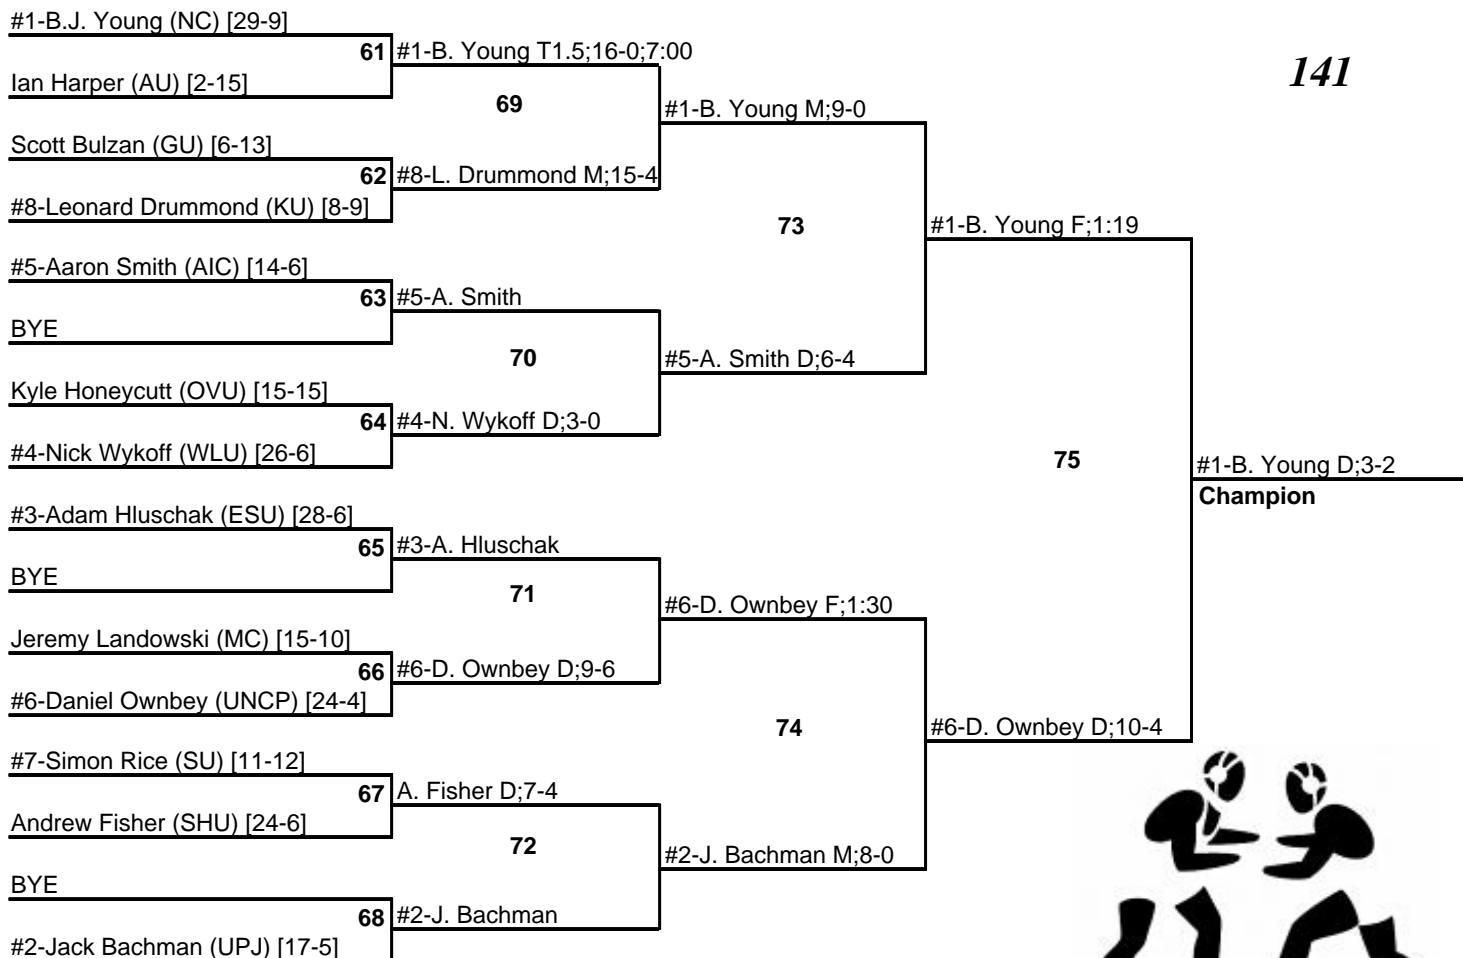 #1-B.J. Young (NC) [29-9]
61 #1-B. Young T1.5;16-0;7:00
141
Ian Harper (AU) [2-15]
69
#1-B. Young M;9-0
Scott Bulzan (GU) [6-13]
62 #8-L. Drummond M;15-4
#8-Leonard Drummond (KU) [8-9]
73
#1-B. Young F;1:19
#5-Aaron Smith (AIC) [14-6]
63 #5-A. Smith
BYE
70
#5-A. Smith D;6-4
Kyle Honeycutt (OVU) [15-15]
64 #4-N. Wykoff D;3-0
#4-Nick Wykoff (WLU) [26-6]
75
#1-B. Young D;3-2
Champion
#3-Adam Hluschak (ESU) [28-6]
65 #3-A. Hluschak
BYE
71
#6-D. Ownbey F;1:30
Jeremy Landowski (MC) [15-10]
66 #6-D. Ownbey D;9-6
#6-Daniel Ownbey (UNCP) [24-4]
74
#6-D. Ownbey D;10-4
#7-Simon Rice (SU) [11-12]
67 A. Fisher D;7-4
Andrew Fisher (SHU) [24-6]
72
#2-J. Bachman M;8-0
BYE
68 #2-J. Bachman
#2-Jack Bachman (UPJ) [17-5]